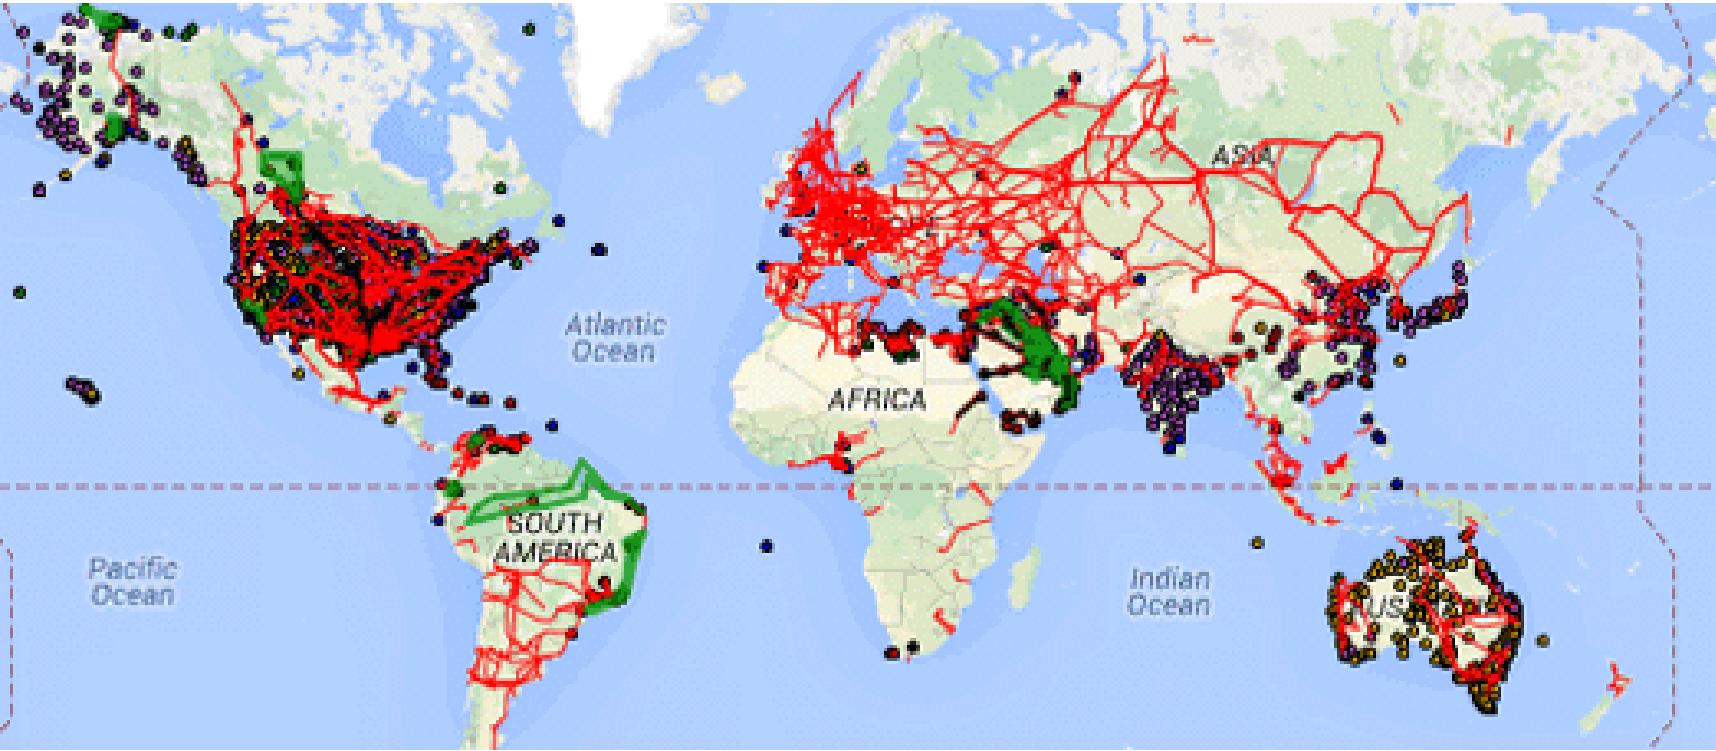 ASIA
Atlantic
Ocean
AFRICA
SOUTH
AMERICA
Pacific
Ocean
Indian
Ocean